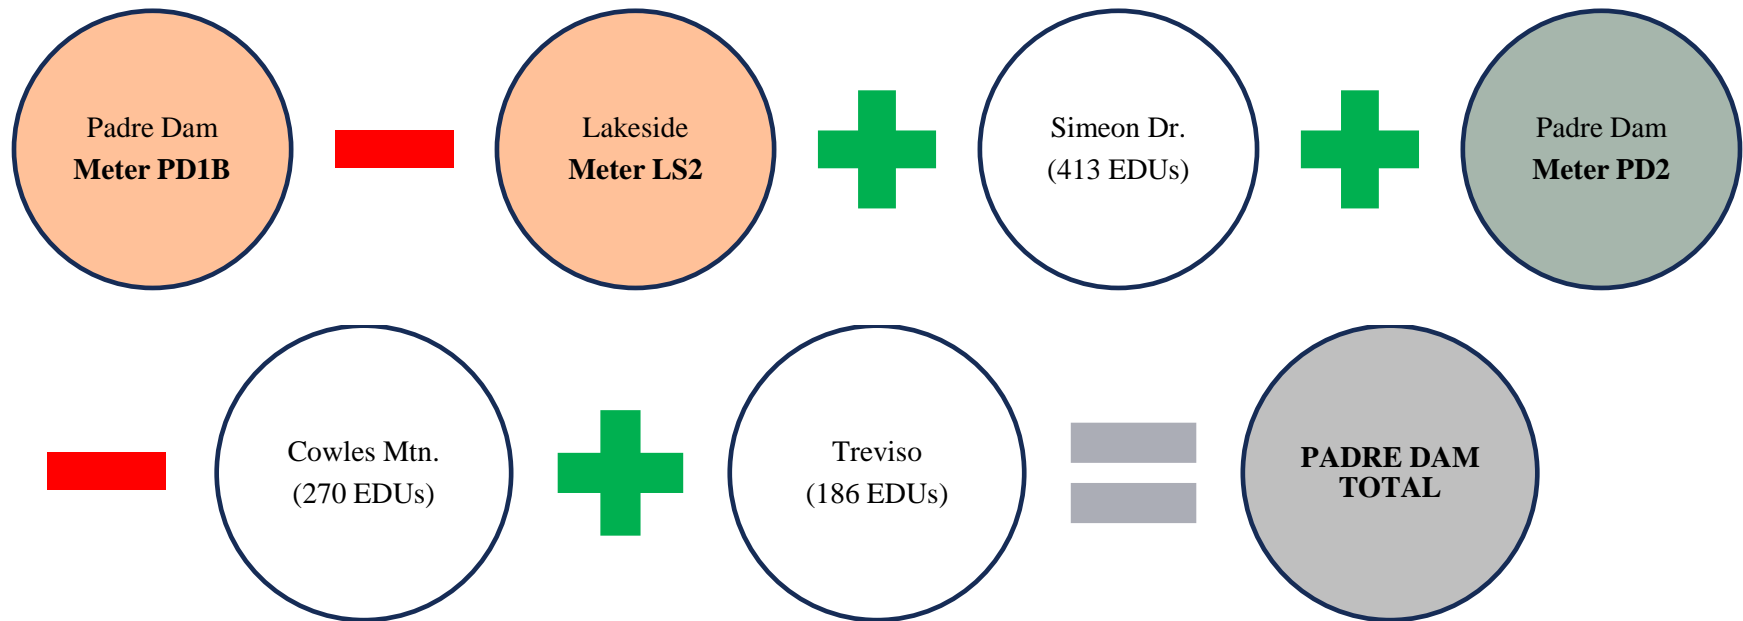 Padre Dam
Meter PD1B
Lakeside
Meter LS2
Simeon Dr.
(413 EDUs)
Padre Dam
Meter PD2
Cowles Mtn.
(270 EDUs)
Treviso
(186 EDUs)
PADRE DAM
TOTAL